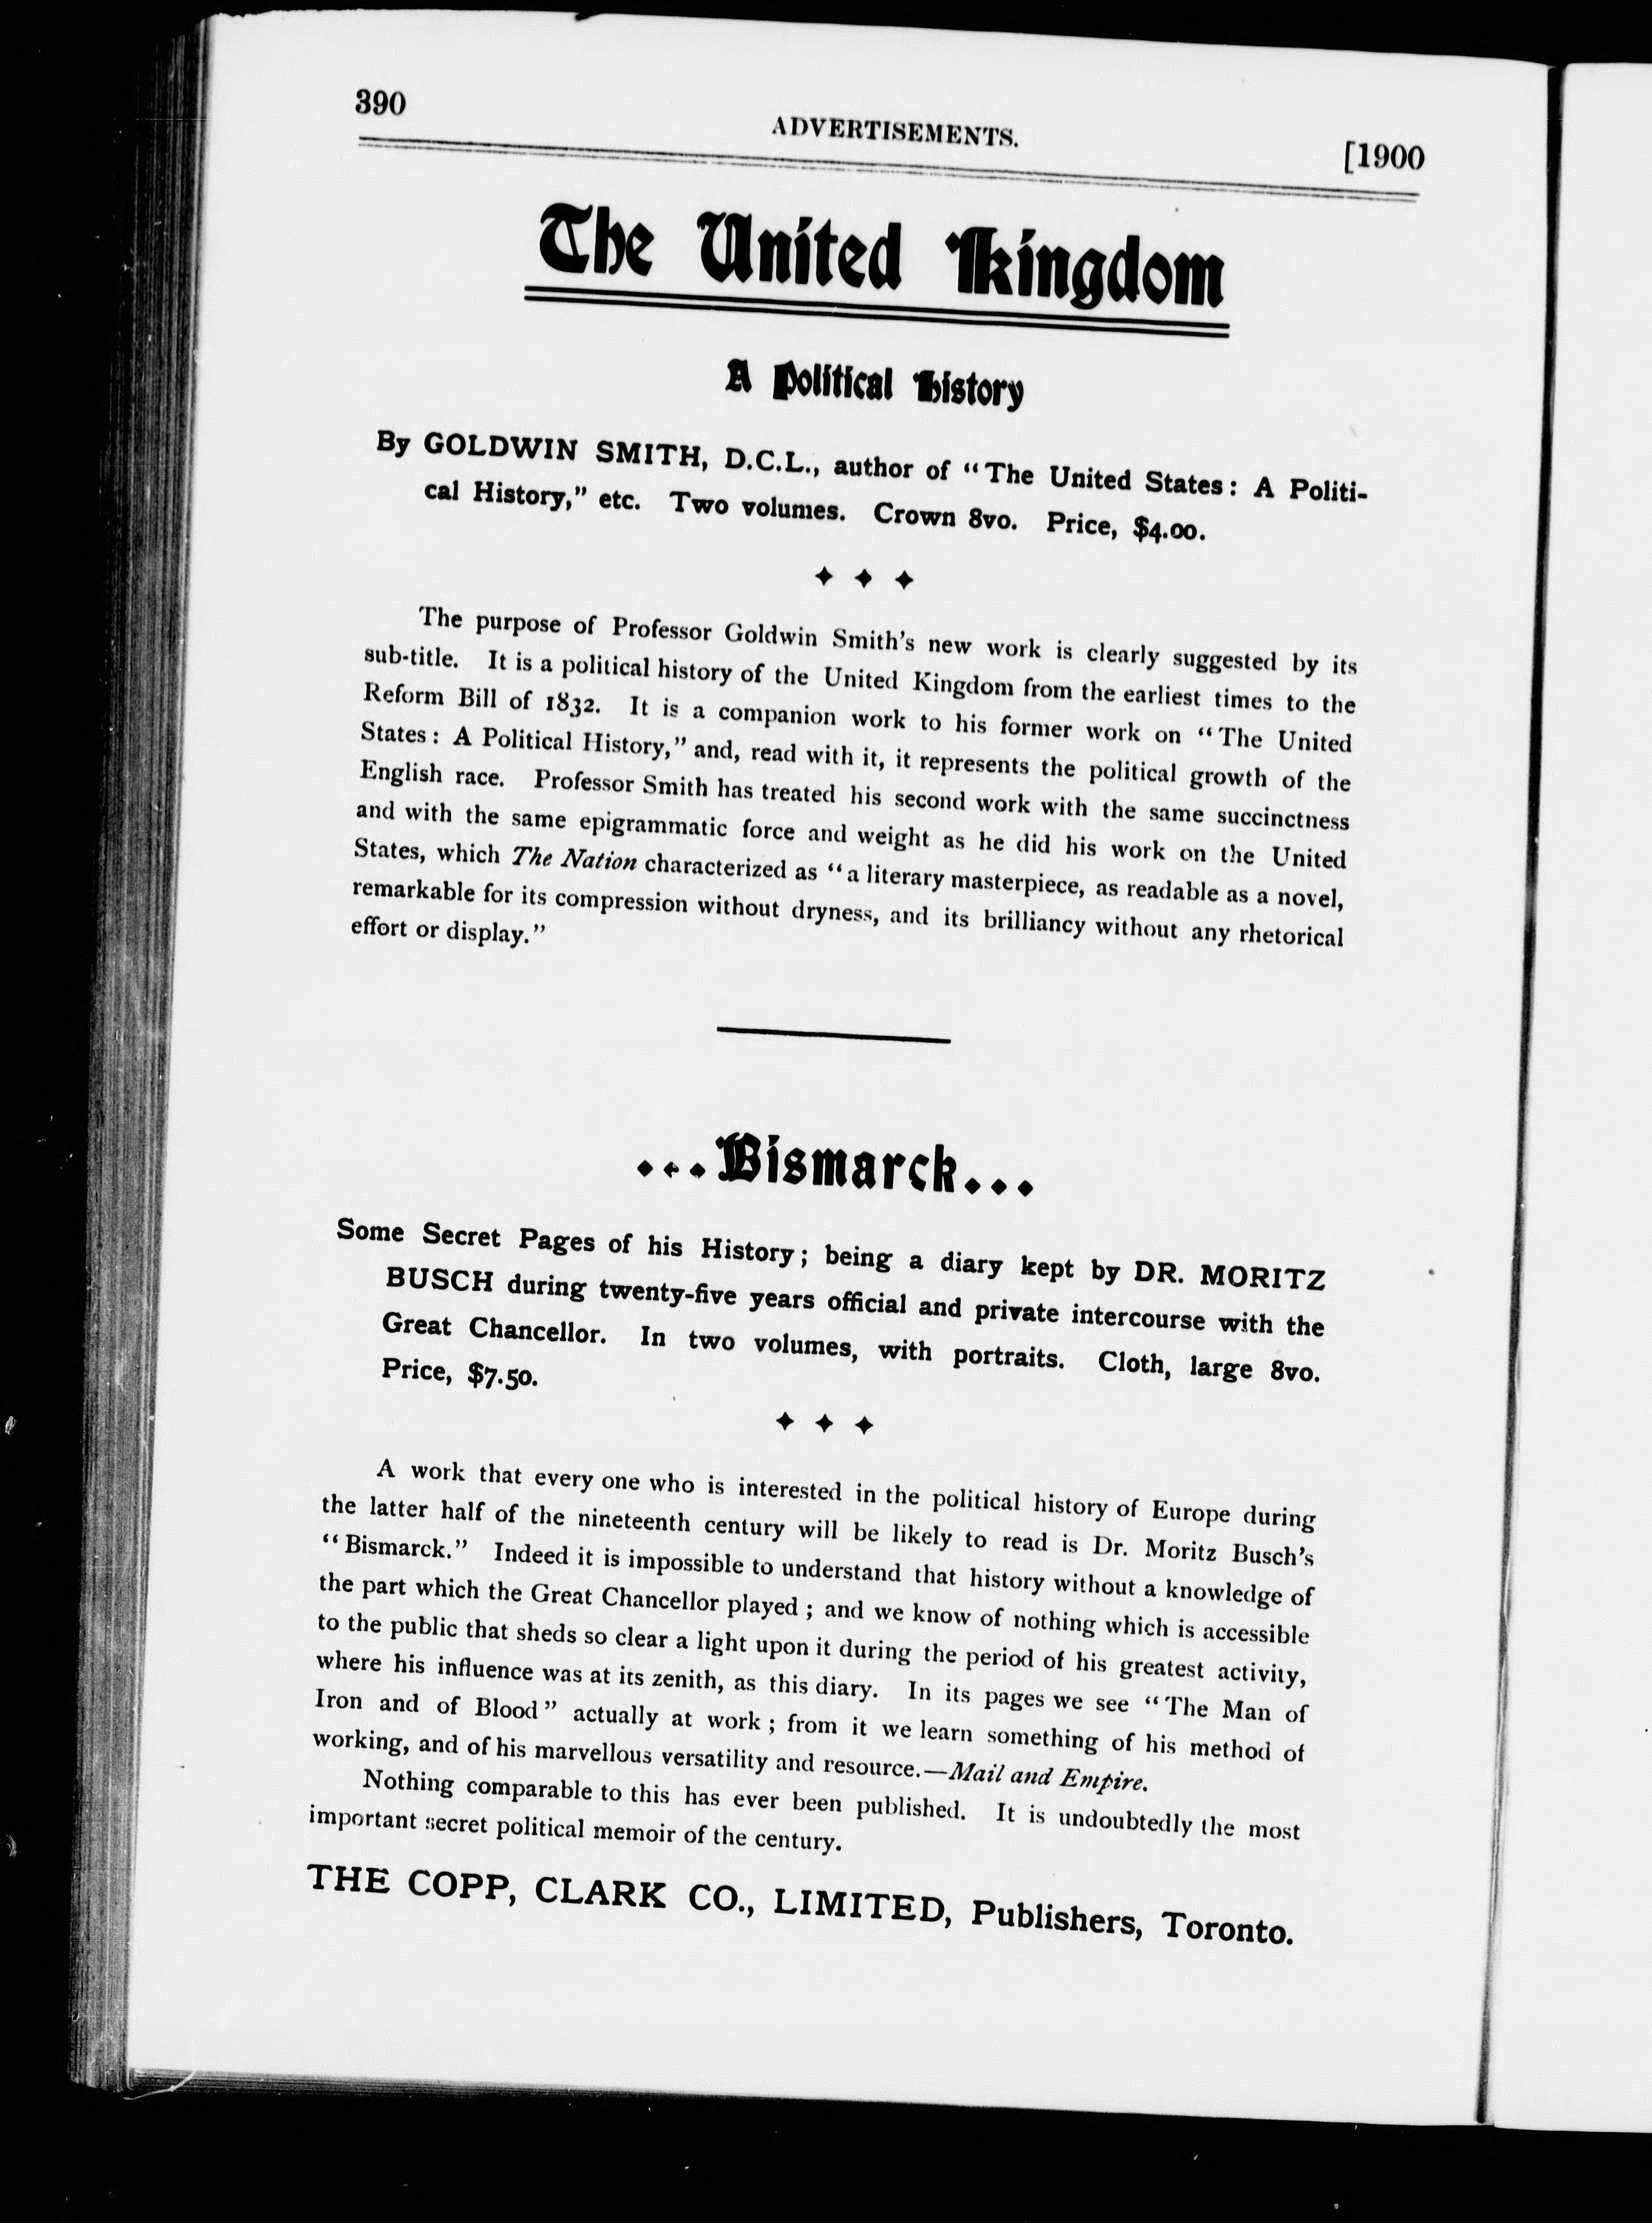 390
ADVERTISEMENTS.
[1900
The United Kingdom
A Political History
By GOLDWIN SMITH, D.C.L., author of “The United States: A Politi-
cal History,” etc. Two volumes. Crown 8vo. Price, $4.00.
The purpose of Professor Goldwin Smith’s new work is clearly suggested by its
sub-title. It is a political history of the United Kingdom from the earliest times to the
Reform Bill of 1832. It is a companion work to his former work on “The United
States: A Political History,” and, read with it, it represents the political growth of the
English race. Professor Smith has treated his second work with the same succinctness
and with the same epigrammatic force and weight as he did his work on the United
States, which The Nation characterized as “a literary masterpiece, as readable as a novel,
remarkable for its compression without dryness, and its brilliancy without any rhetorical
effort or display.”
...Bismarck...
Some Secret Pages of his History; being a diary kept by DR. MORITZ
BUSCH during twenty-five years official and private intercourse with the
Great Chancellor. In two volumes, with portraits. Cloth, large 8vo.
Price, $7.50.
A work that every one who is interested in the political history of Europe during
the latter half of the nineteenth century will be likely to read is Dr. Moritz Busch’s
“Bismarck.” Indeed it is impossible to understand that history without a knowledge of
the part which the Great Chancellor played; and we know of nothing which is accessible
to the public that sheds so clear a light upon it during the period of his greatest activity,
where his influence was at its zenith, as this diary. In its pages we see “The Man of
Iron and of Blood” actually at work; from it we learn something of his method of
working, and of his marvellous versatility and resource.—Mail and Empire.
Nothing comparable to this has ever been published. It is undoubtedly the most
important secret political memoir of the century.
THE COPP, CLARK CO., LIMITED, Publishers, Toronto.